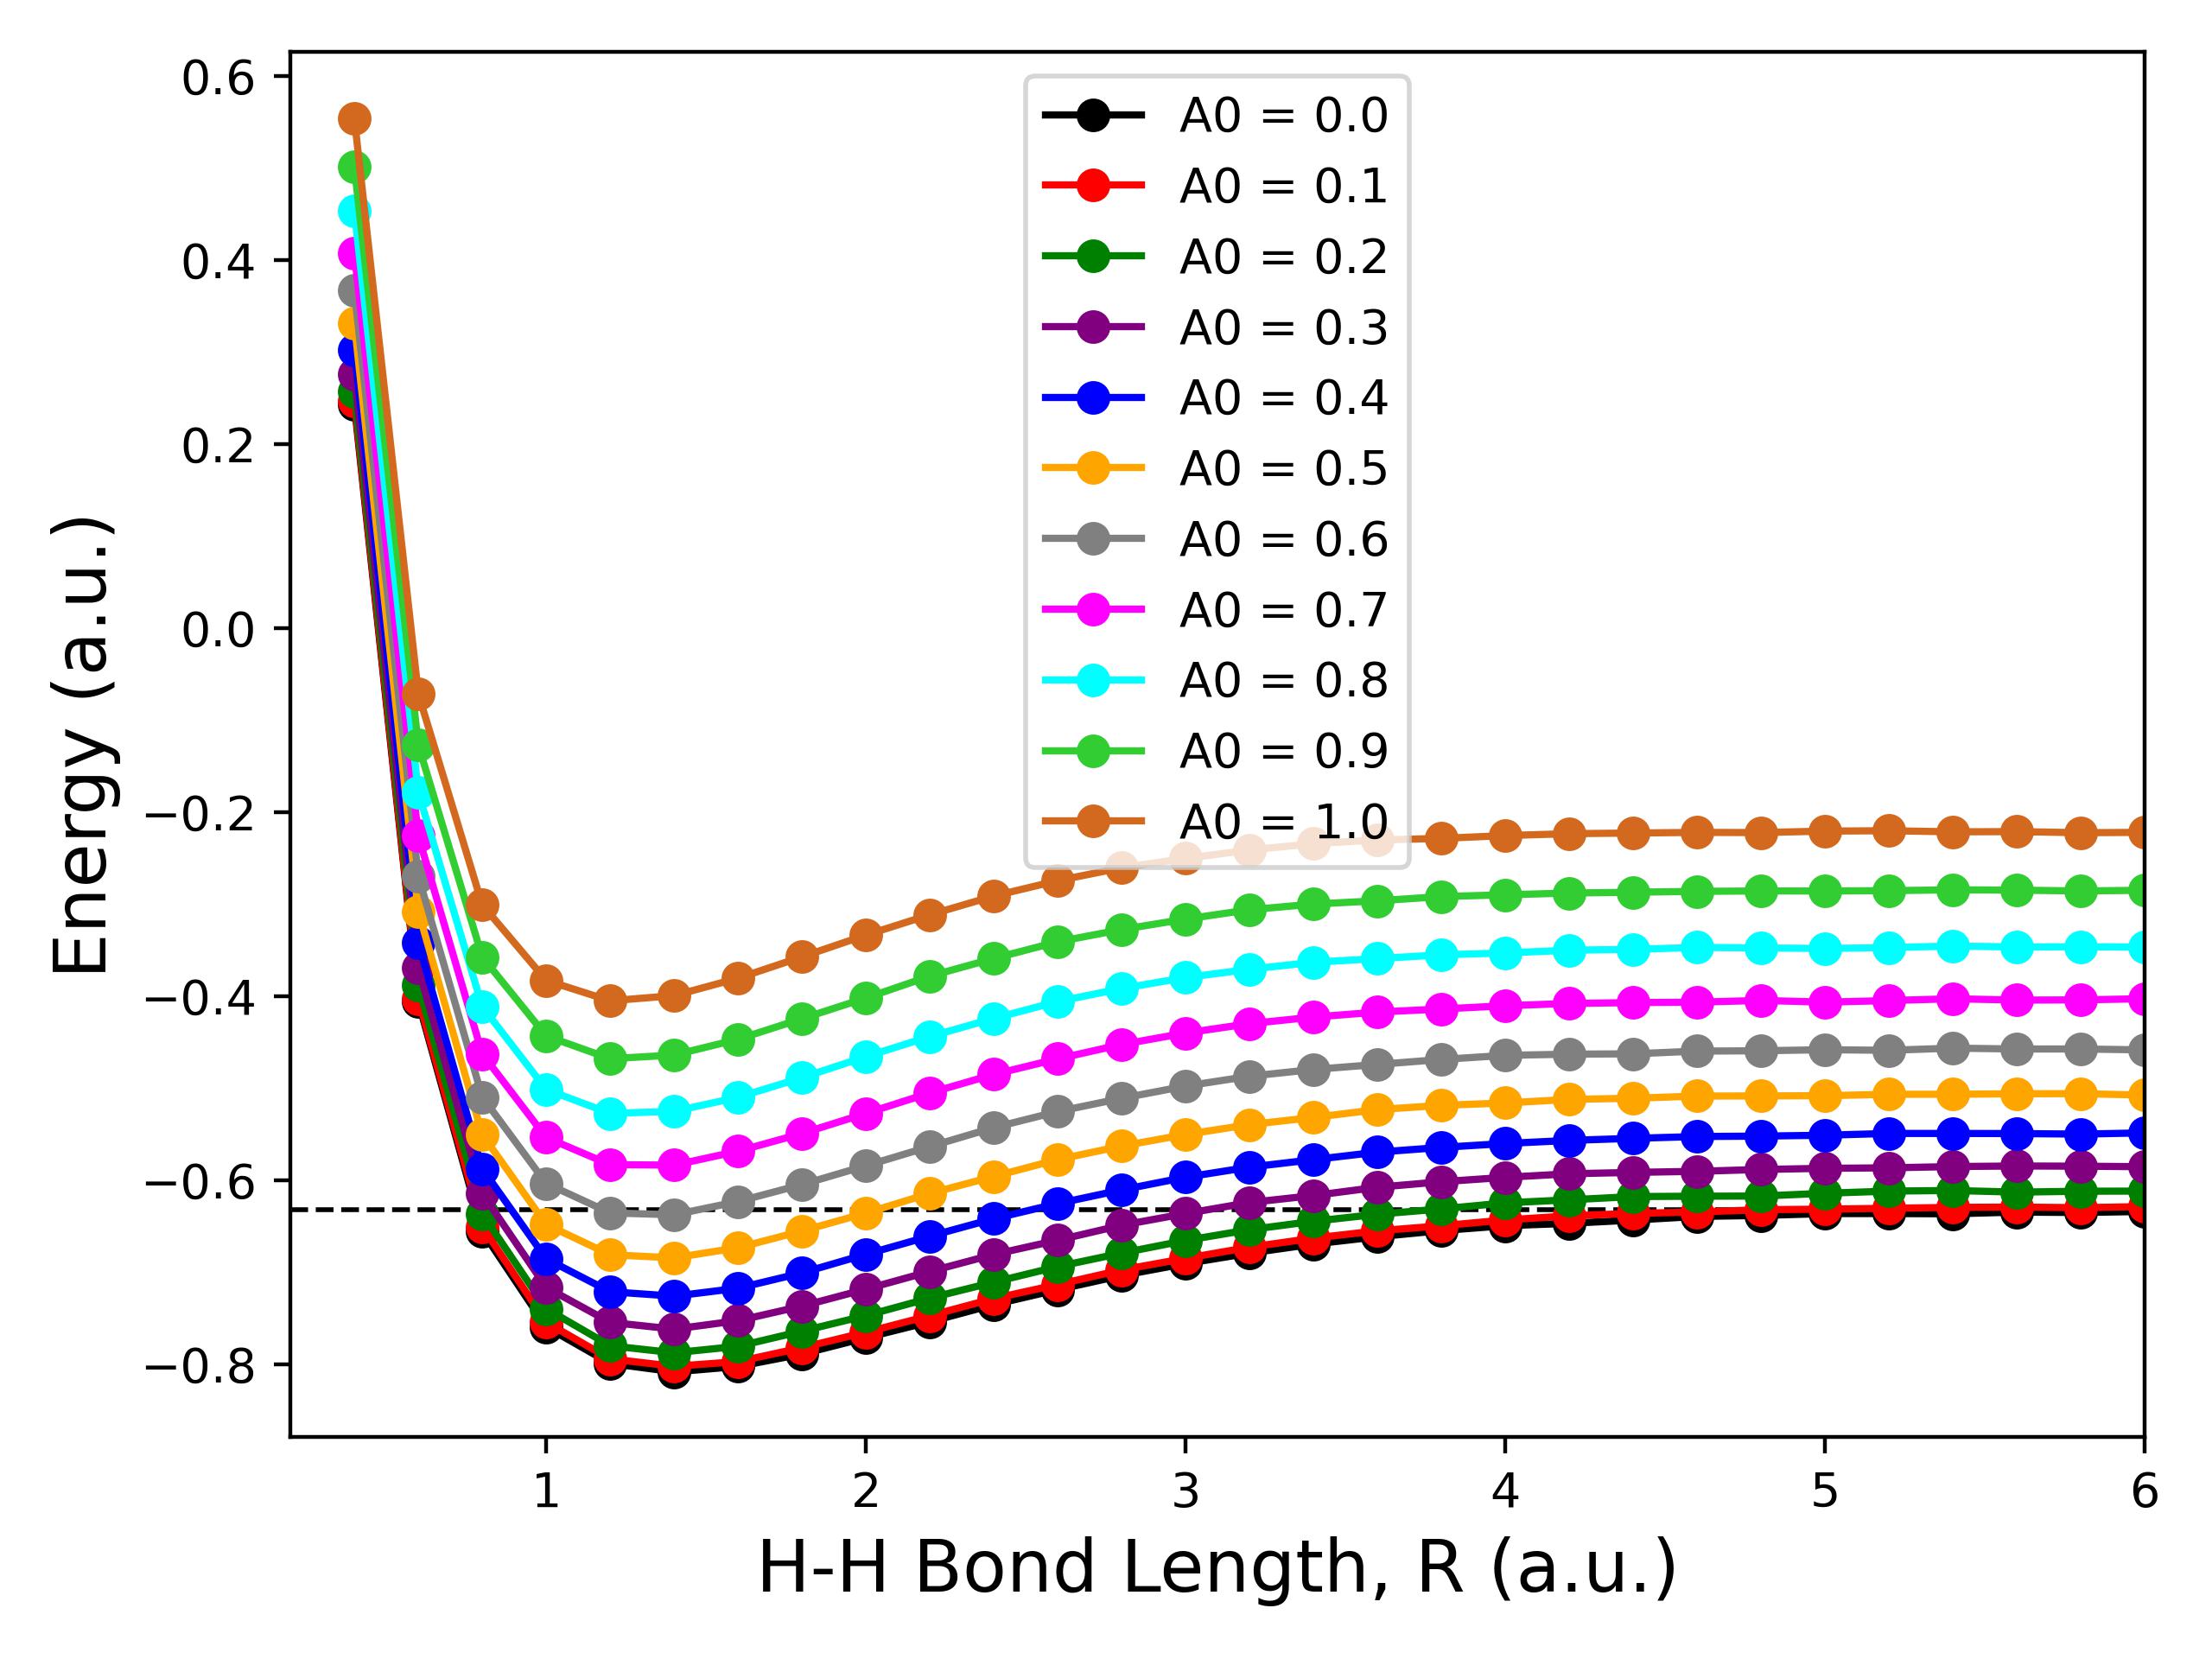 0.6
0.4
0.2
0.0
−0.2
−0.4
−0.6
−0.8
Energy (a.u.)
A0 = 0.0
A0 = 0.1
A0 = 0.2
A0 = 0.3
A0 = 0.4
A0 = 0.5
A0 = 0.6
A0 = 0.7
A0 = 0.8
A0 = 0.9
A0 = 1.0
1 2 3 4 5 6
H-H Bond Length, R (a.u.)